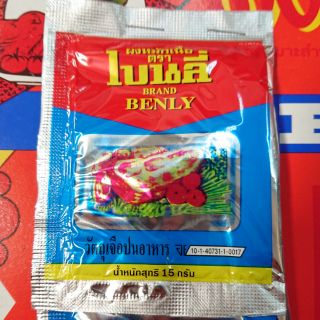 ผงหมักเนื้อ
ตรา
เบนลี่
BRAND
BENLY
วัตถุเจือปนอาหาร
10-1-40731-1-0017
น้ำหนักสุทธิ 15 กรัม